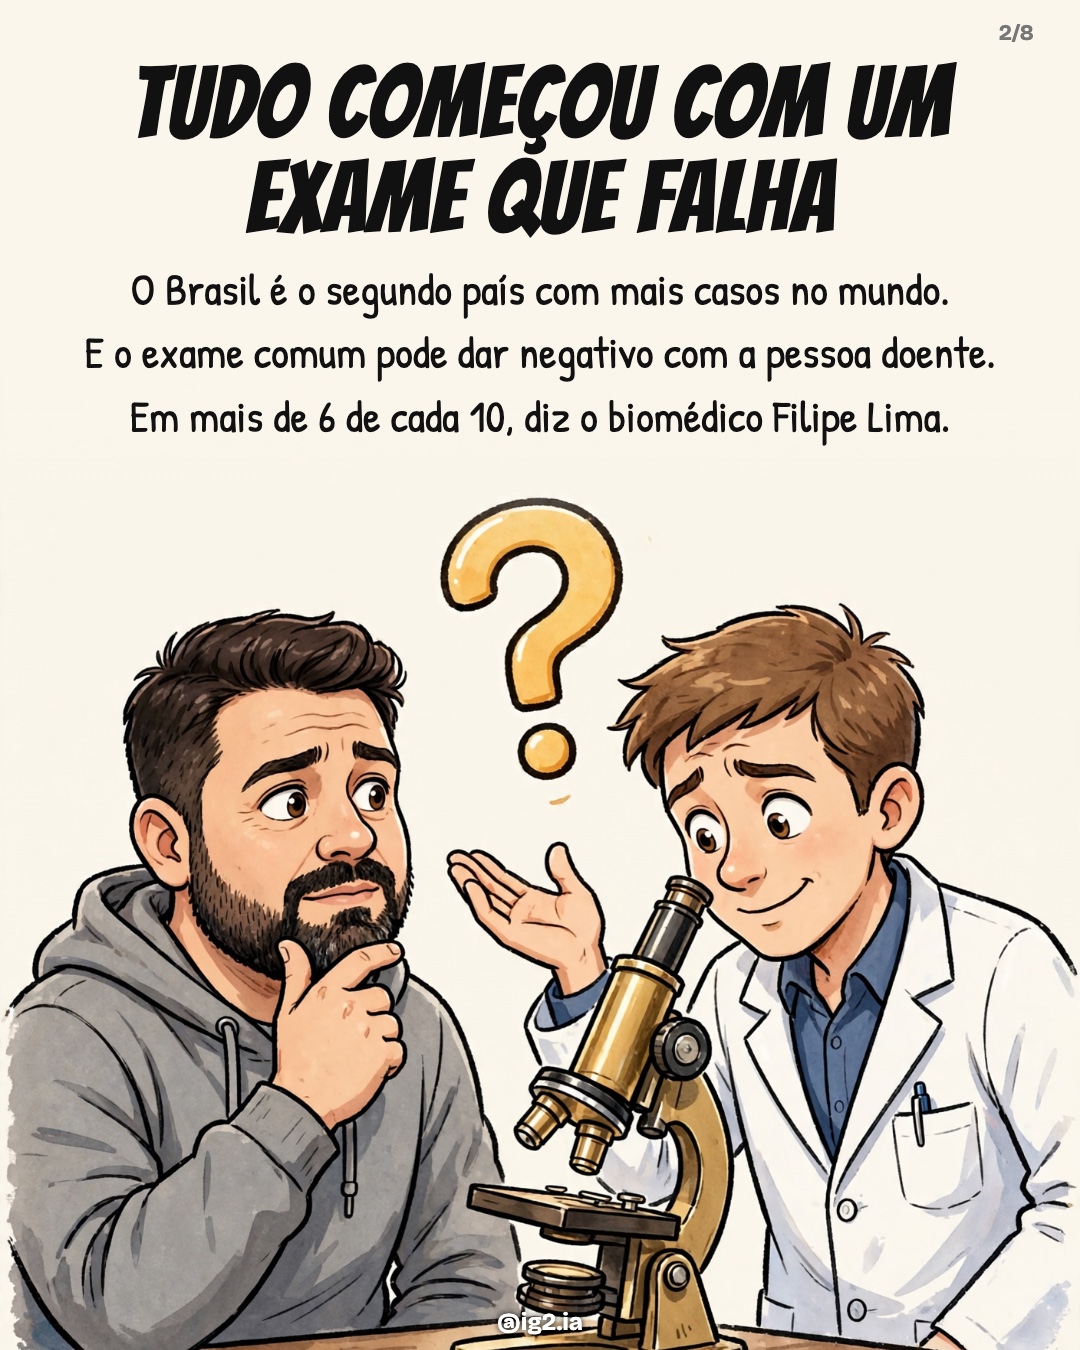 2/8
TUDO COMEÇOU COM UM
EXAME QUE FALHA
O Brasil é o segundo país com mais casos no mundo.
E o exame comum pode dar negativo com a pessoa doente.
Em mais de 6 de cada 10, diz o biomédico Filipe Lima.
@ig2.ia